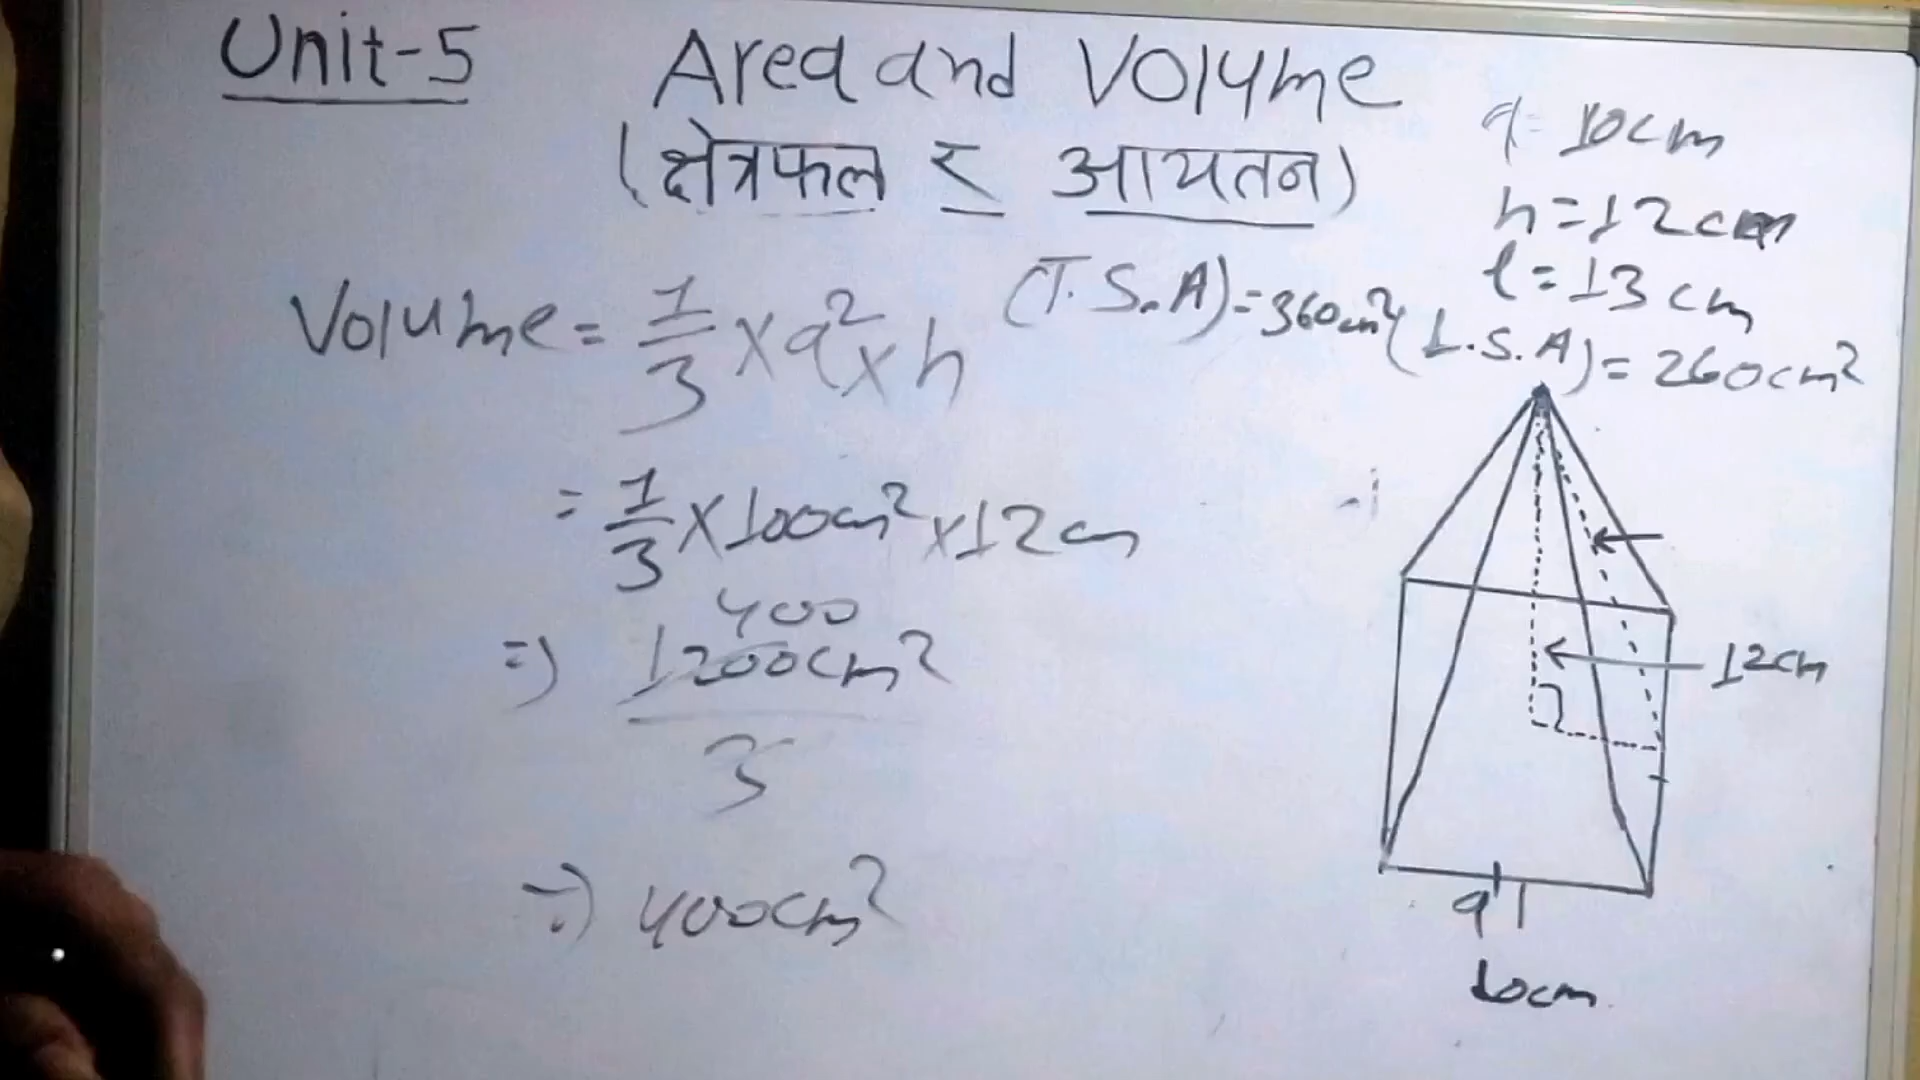 Unit-5 Area and Volume
(क्षेत्रफल र आयतन)
a= 10cm
h=12cm
l=13cm
(T.S.A)=360cm² (L.S.A)=260cm²
Volume= 1/3 ×a²×h
= 1/3 ×100cm²×12cm
400
⇒ 1200cm²/3
⇒ 400cm²
12cm
a
10cm